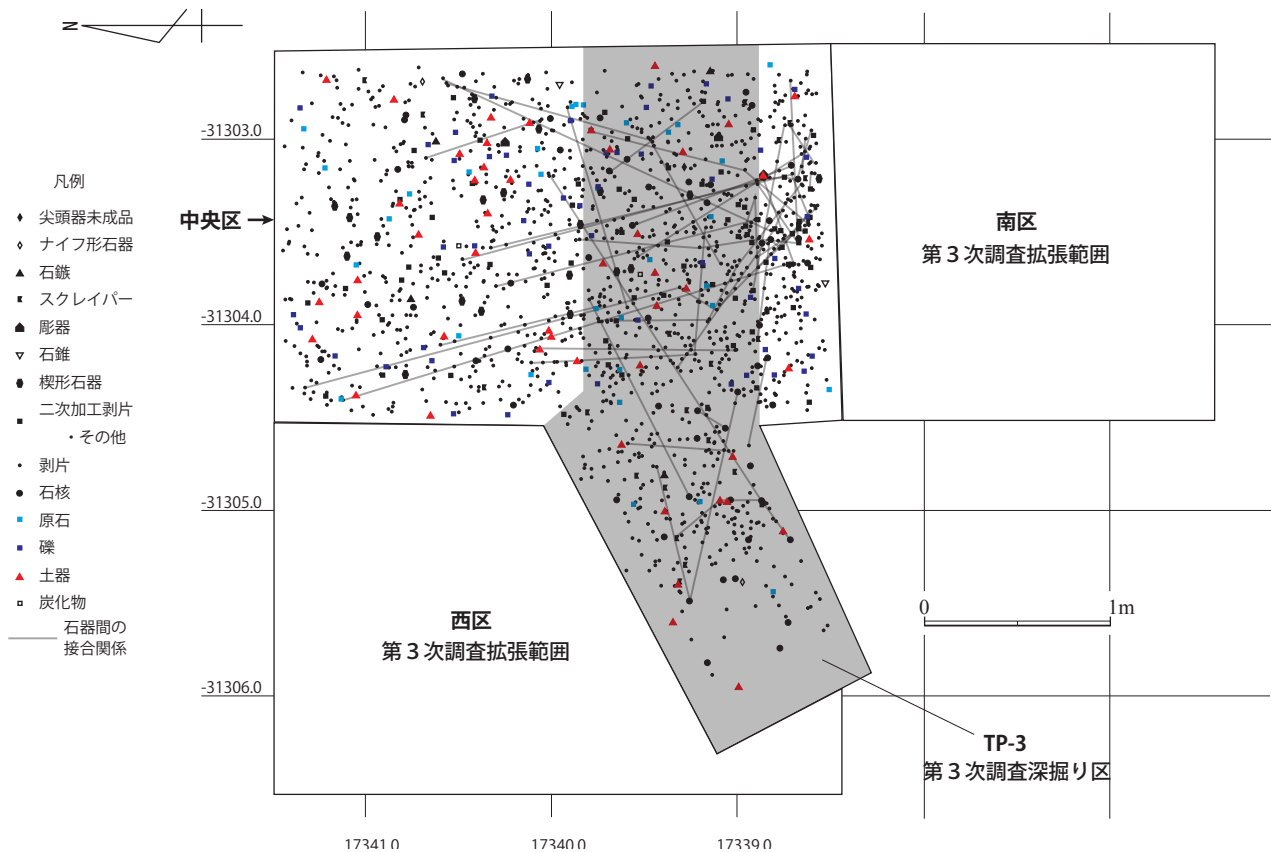 N
凡例
尖頭器未成品
ナイフ形石器
石鏃
スクレイパー
彫器
石錐
楔形石器
二次加工剥片
・その他
剥片
石核
原石
礫
土器
炭化物
石器間の
接合関係
中央区
-31303.0
-31304.0
-31305.0
-31306.0
南区
第３次調査拡張範囲
西区
第３次調査拡張範囲
0 1m
TP-3
第３次調査深掘り区
17341.0 17340.0 17339.0